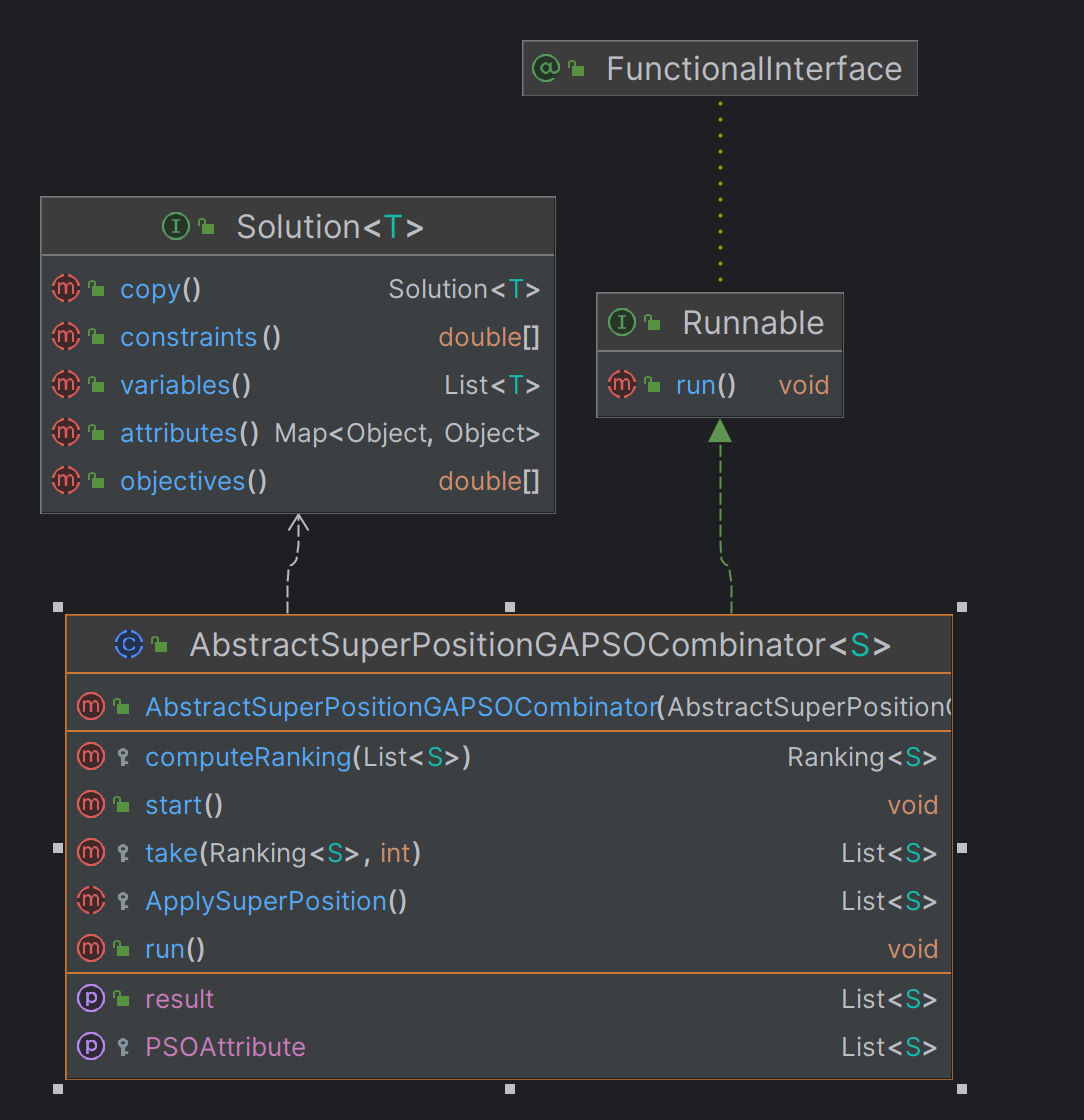 FunctionalInterface
Solution<T>
copy() Solution<T>
constraints() double[]
variables() List<T>
attributes() Map<Object, Object>
objectives() double[]
Runnable
run() void
AbstractSuperPositionGAPSOCombinator<S>
AbstractSuperPositionGAPSOCombinator(AbstractSuperPosition
computeRanking(List<S>) Ranking<S>
start() void
take(Ranking<S>, int) List<S>
ApplySuperPosition() List<S>
run() void
result List<S>
PSOAttribute List<S>